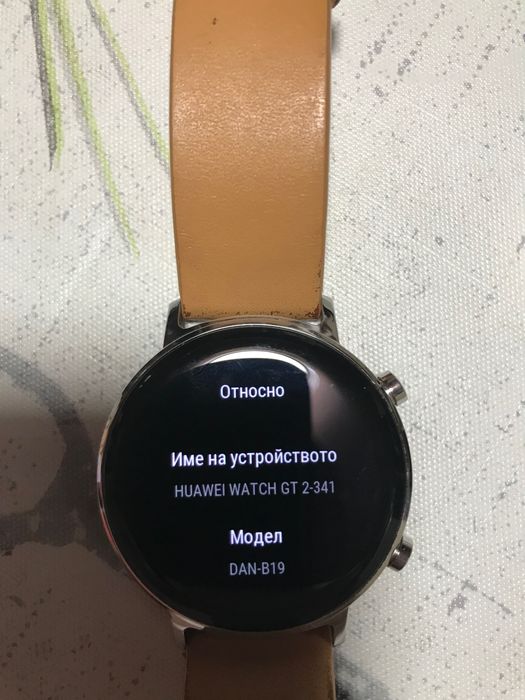 Относно
Име на устройството
HUAWEI WATCH GT 2-341
Модел
DAN-B19